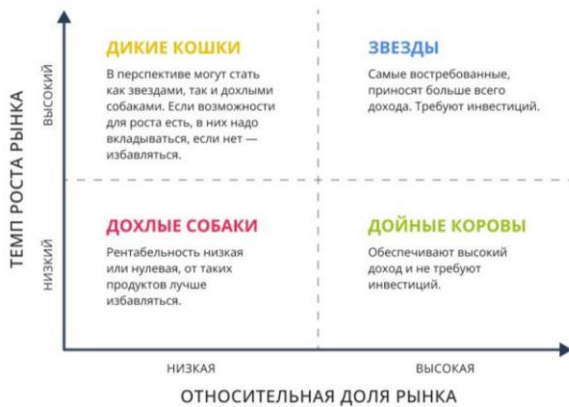 ТЕМП РОСТА РЫНКА
ВЫСОКИЙ
НИЗКИЙ
ДИКИЕ КОШКИ
В перспективе могут стать
как звездами, так и дохлыми
собаками. Если возможности
для роста есть, в них надо
вкладываться, если нет —
избавляться.
ЗВЕЗДЫ
Самые востребованные,
приносят больше всего
дохода. Требуют инвестиций.
ДОХЛЫЕ СОБАКИ
Рентабельность низкая
или нулевая, от таких
продуктов лучше
избавляться.
ДОЙНЫЕ КОРОВЫ
Обеспечивают высокий
доход и не требуют
инвестиций.
НИЗКАЯ
ВЫСОКАЯ
ОТНОСИТЕЛЬНАЯ ДОЛЯ РЫНКА